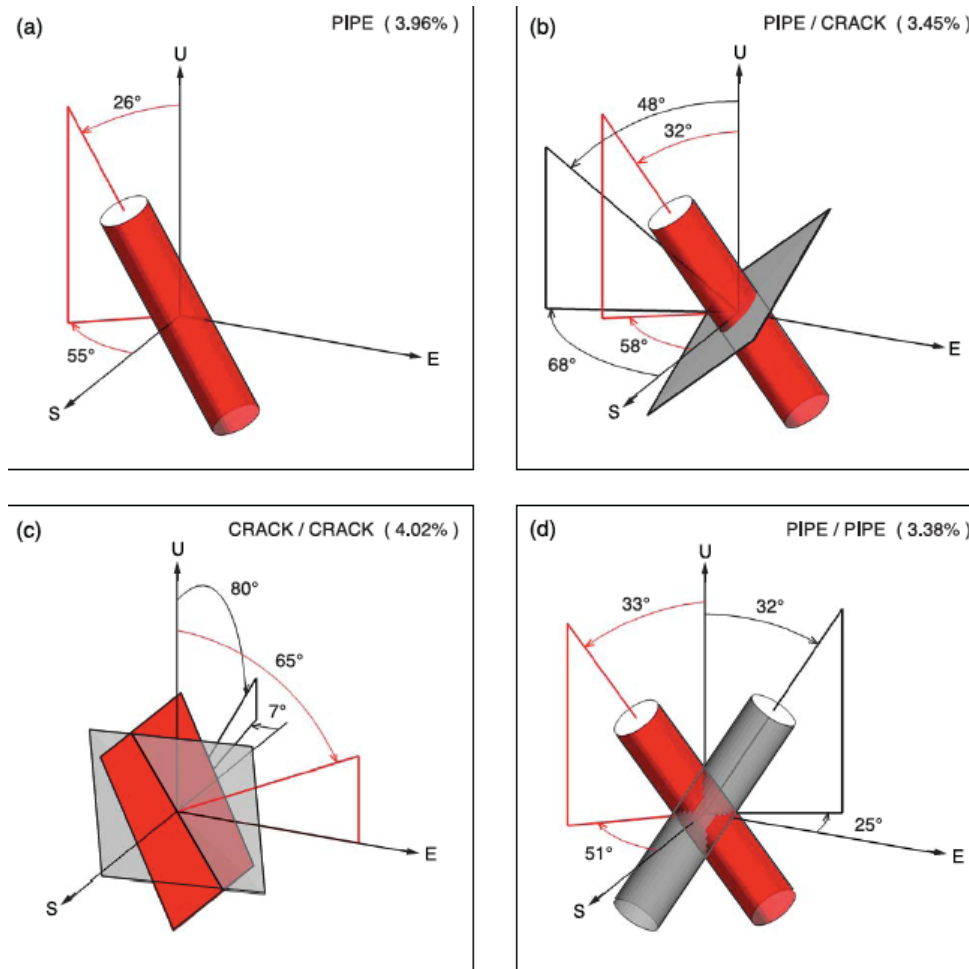 (a) PIPE ( 3.96% )
U
26°
55°
E
S
(b) PIPE / CRACK ( 3.45% )
U
48°
32°
58°
68°
E
S
(c) CRACK / CRACK ( 4.02% )
U
80°
65°
7°
E
S
(d) PIPE / PIPE ( 3.38% )
U
33°
32°
25°
51°
E
S